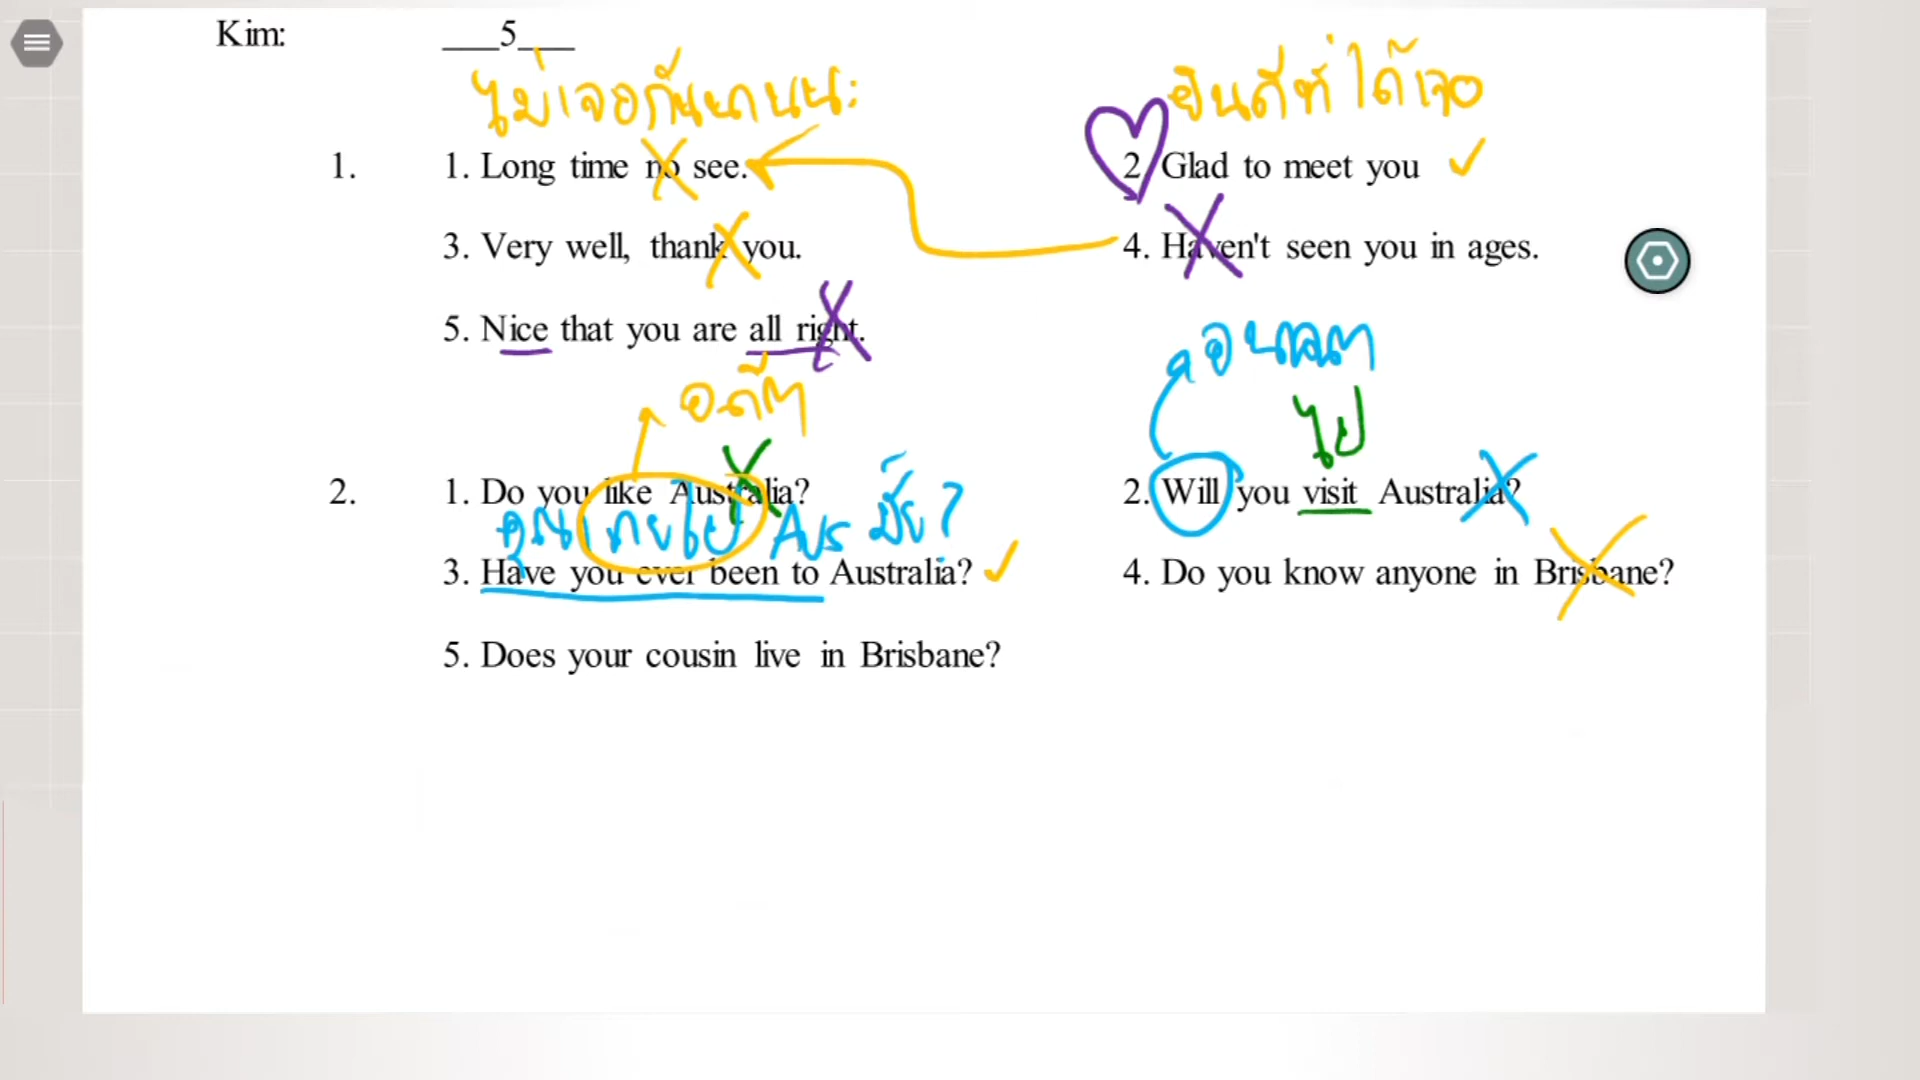 Kim: ___5___
ไม่เจอกันนานนะ ยินดีที่ได้เจอ
1. 1. Long time no see. 2. Glad to meet you
3. Very well, thank you. 4. Haven't seen you in ages.
5. Nice that you are all right.
อนาคต
อดีต ไป
2. 1. Do you like Australia? 2. Will you visit Australia?
คุณเคยไป Aus มั้ย?
3. Have you ever been to Australia? 4. Do you know anyone in Brisbane?
5. Does your cousin live in Brisbane?